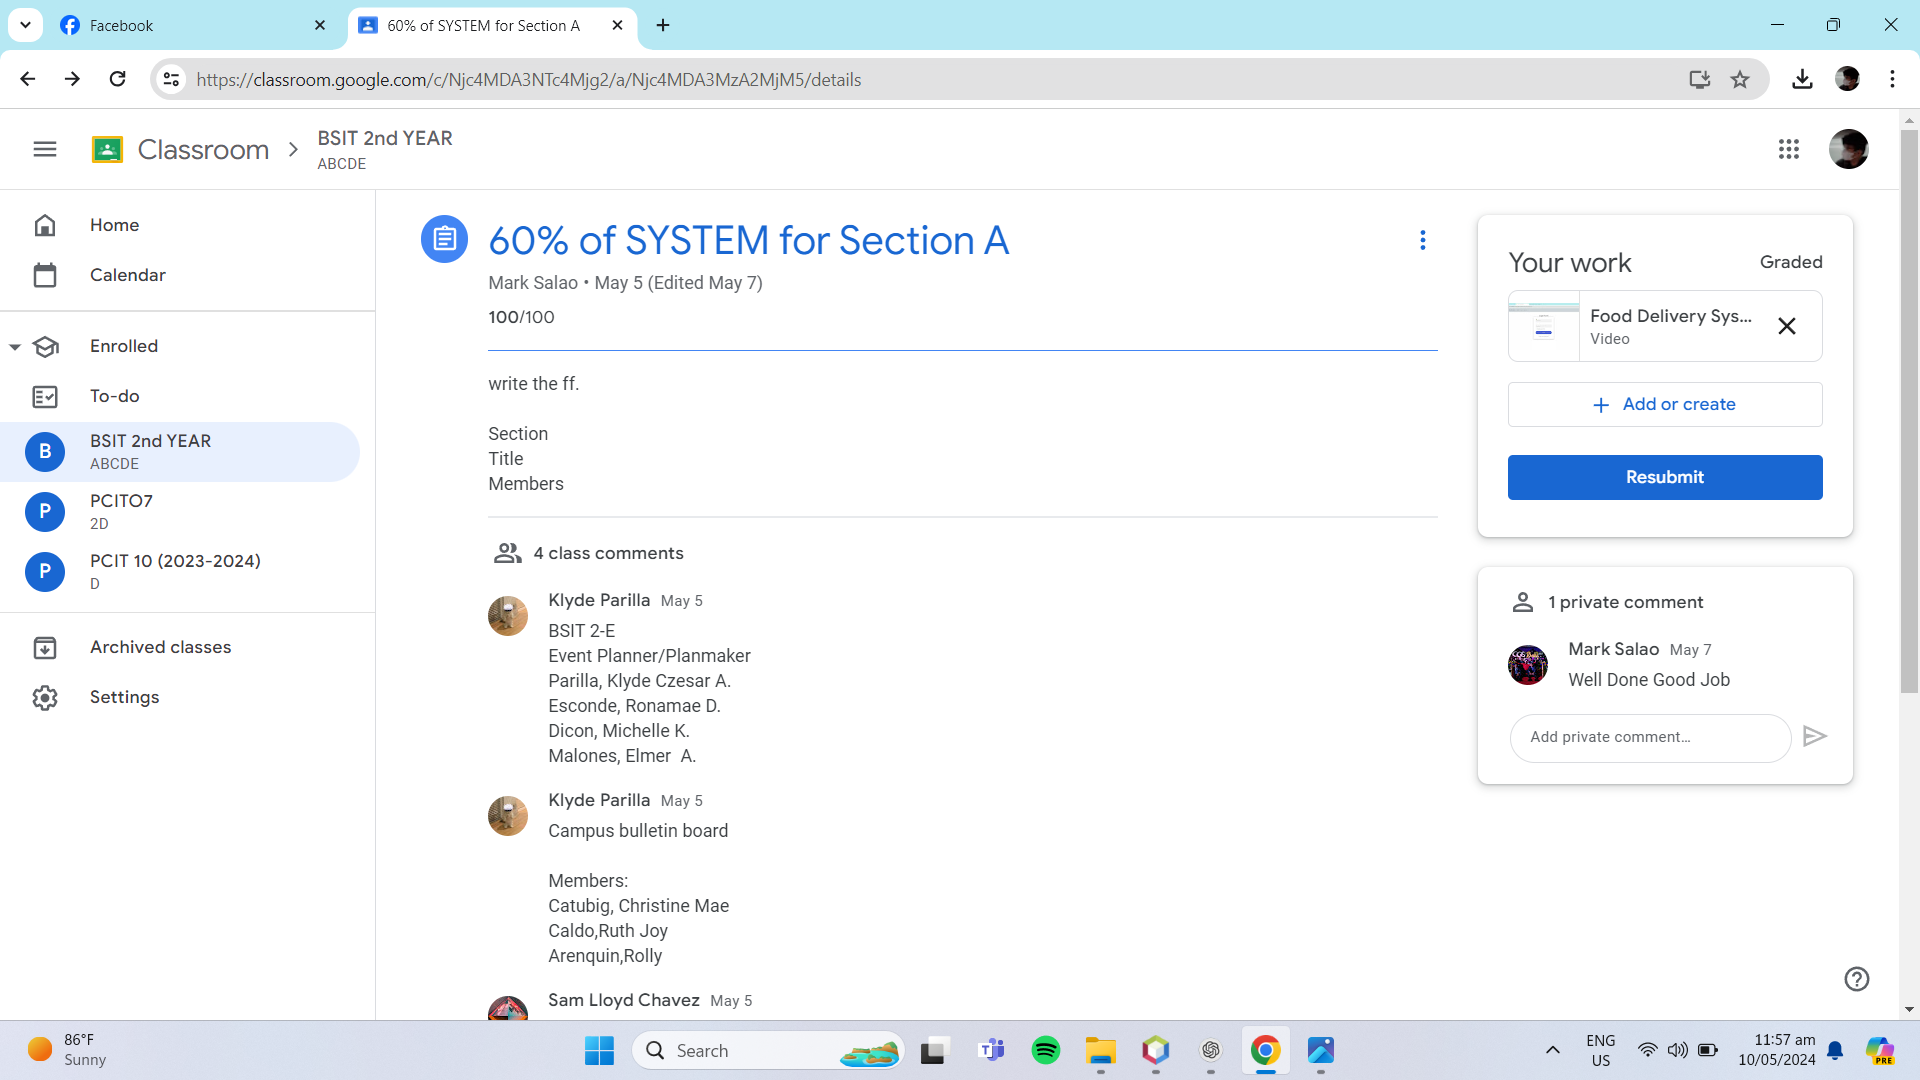 Facebook
60% of SYSTEM for Section A
https://classroom.google.com/c/Njc4MDA3NTc4Mjg2/a/Njc4MDA3MzA2MjM5/details
Classroom
BSIT 2nd YEAR
ABCDE
Home
Calendar
Enrolled
To-do
B
BSIT 2nd YEAR
ABCDE
P
PCITO7
2D
P
PCIT 10 (2023-2024)
D
Archived classes
Settings
60% of SYSTEM for Section A
Mark Salao • May 5 (Edited May 7)
100/100
write the ff.
Section
Title
Members
4 class comments
Klyde Parilla May 5
BSIT 2-E
Event Planner/Planmaker
Parilla, Klyde Czesar A.
Esconde, Ronamae D.
Dicon, Michelle K.
Malones, Elmer  A.
Klyde Parilla May 5
Campus bulletin board
Members:
Catubig, Christine Mae
Caldo,Ruth Joy
Arenquin,Rolly
Sam Lloyd Chavez May 5
Your work
Graded
Food Delivery Sys...
Video
Add or create
Resubmit
1 private comment
Mark Salao May 7
Well Done Good Job
Add private comment...
86°F
Sunny
Search
ENG
US
11:57 am
10/05/2024
PRE